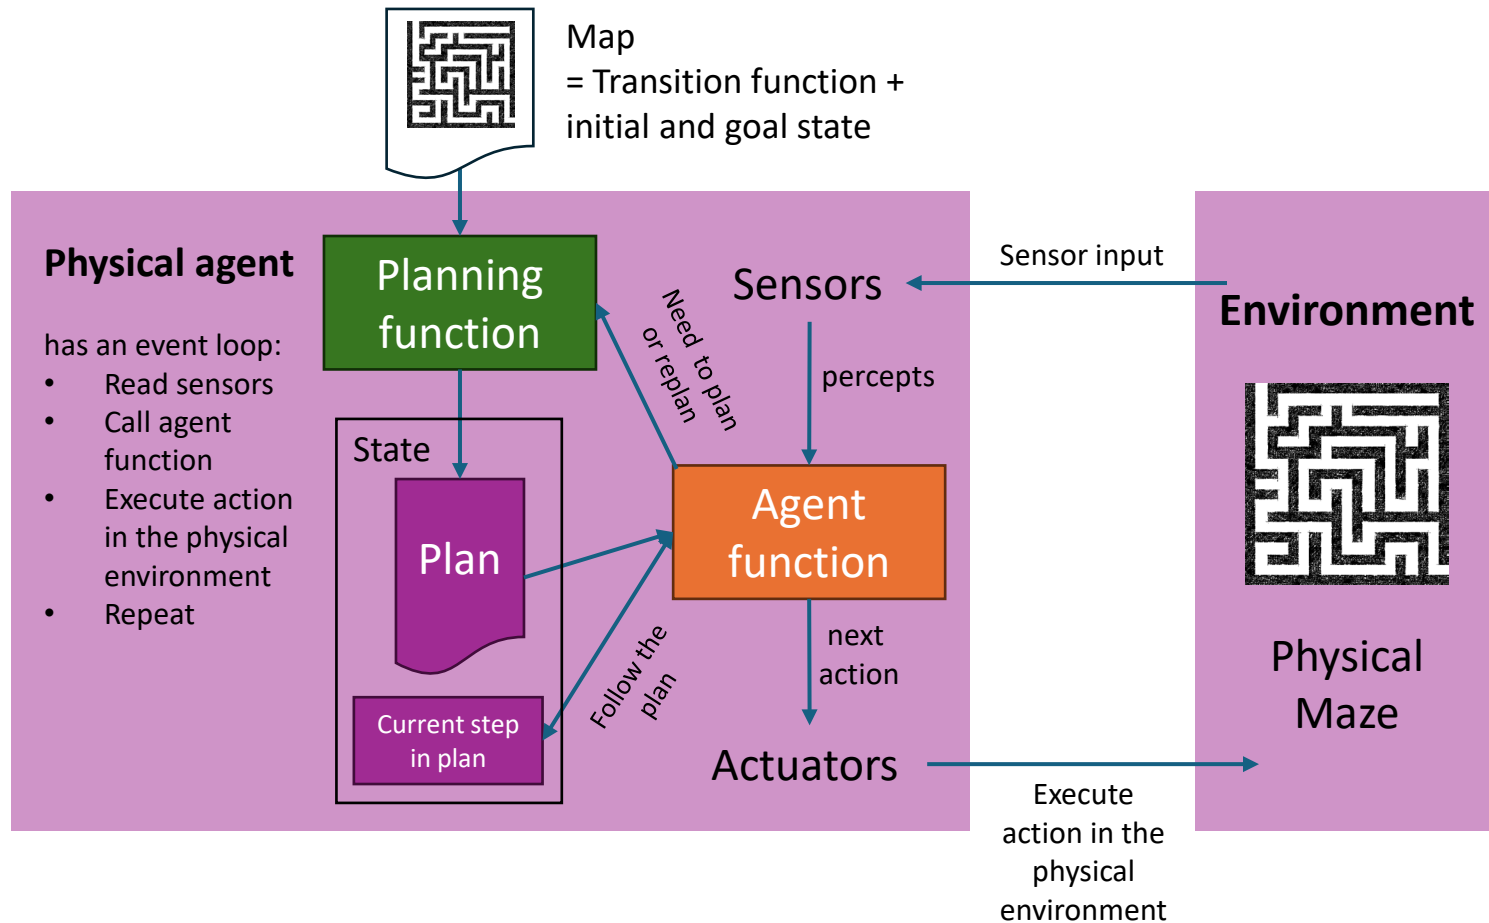 Map
= Transition function +
initial and goal state
Physical agent
has an event loop:
• Read sensors
• Call agent
function
• Execute action
in the physical
environment
• Repeat
Planning
function
State
Plan
Current step
in plan
Need to plan
or replan
Follow the
plan
Sensors
percepts
Agent
function
next
action
Actuators
Sensor input
Execute
action in the
physical
environment
Environment
Physical
Maze